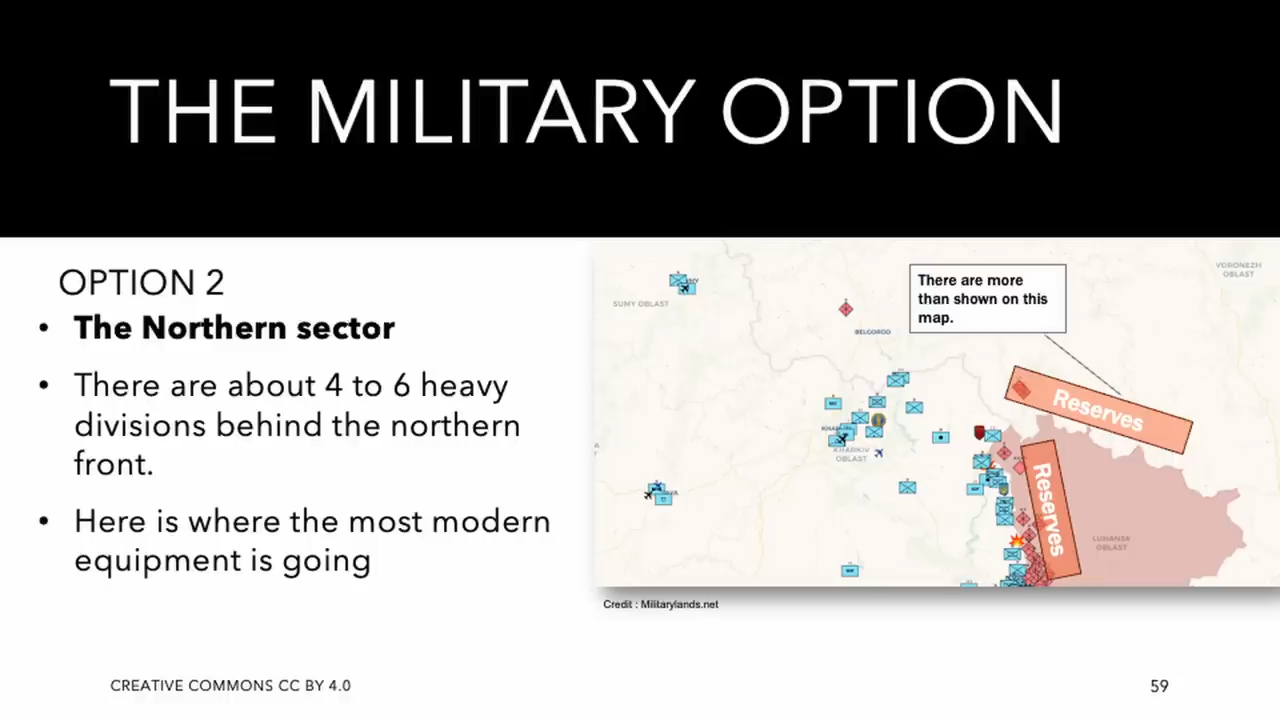 THE MILITARY OPTION
OPTION 2
• The Northern sector
• There are about 4 to 6 heavy
divisions behind the northern
front.
• Here is where the most modern
equipment is going
There are more
than shown on this
map.
VORONEZH
OBLAST
SUMY OBLAST
BELGOROD
Reserves
KHARKIV
OBLAST
Reserves
LUHANSK
OBLAST
Credit : Militarylands.net
CREATIVE COMMONS CC BY 4.0
59